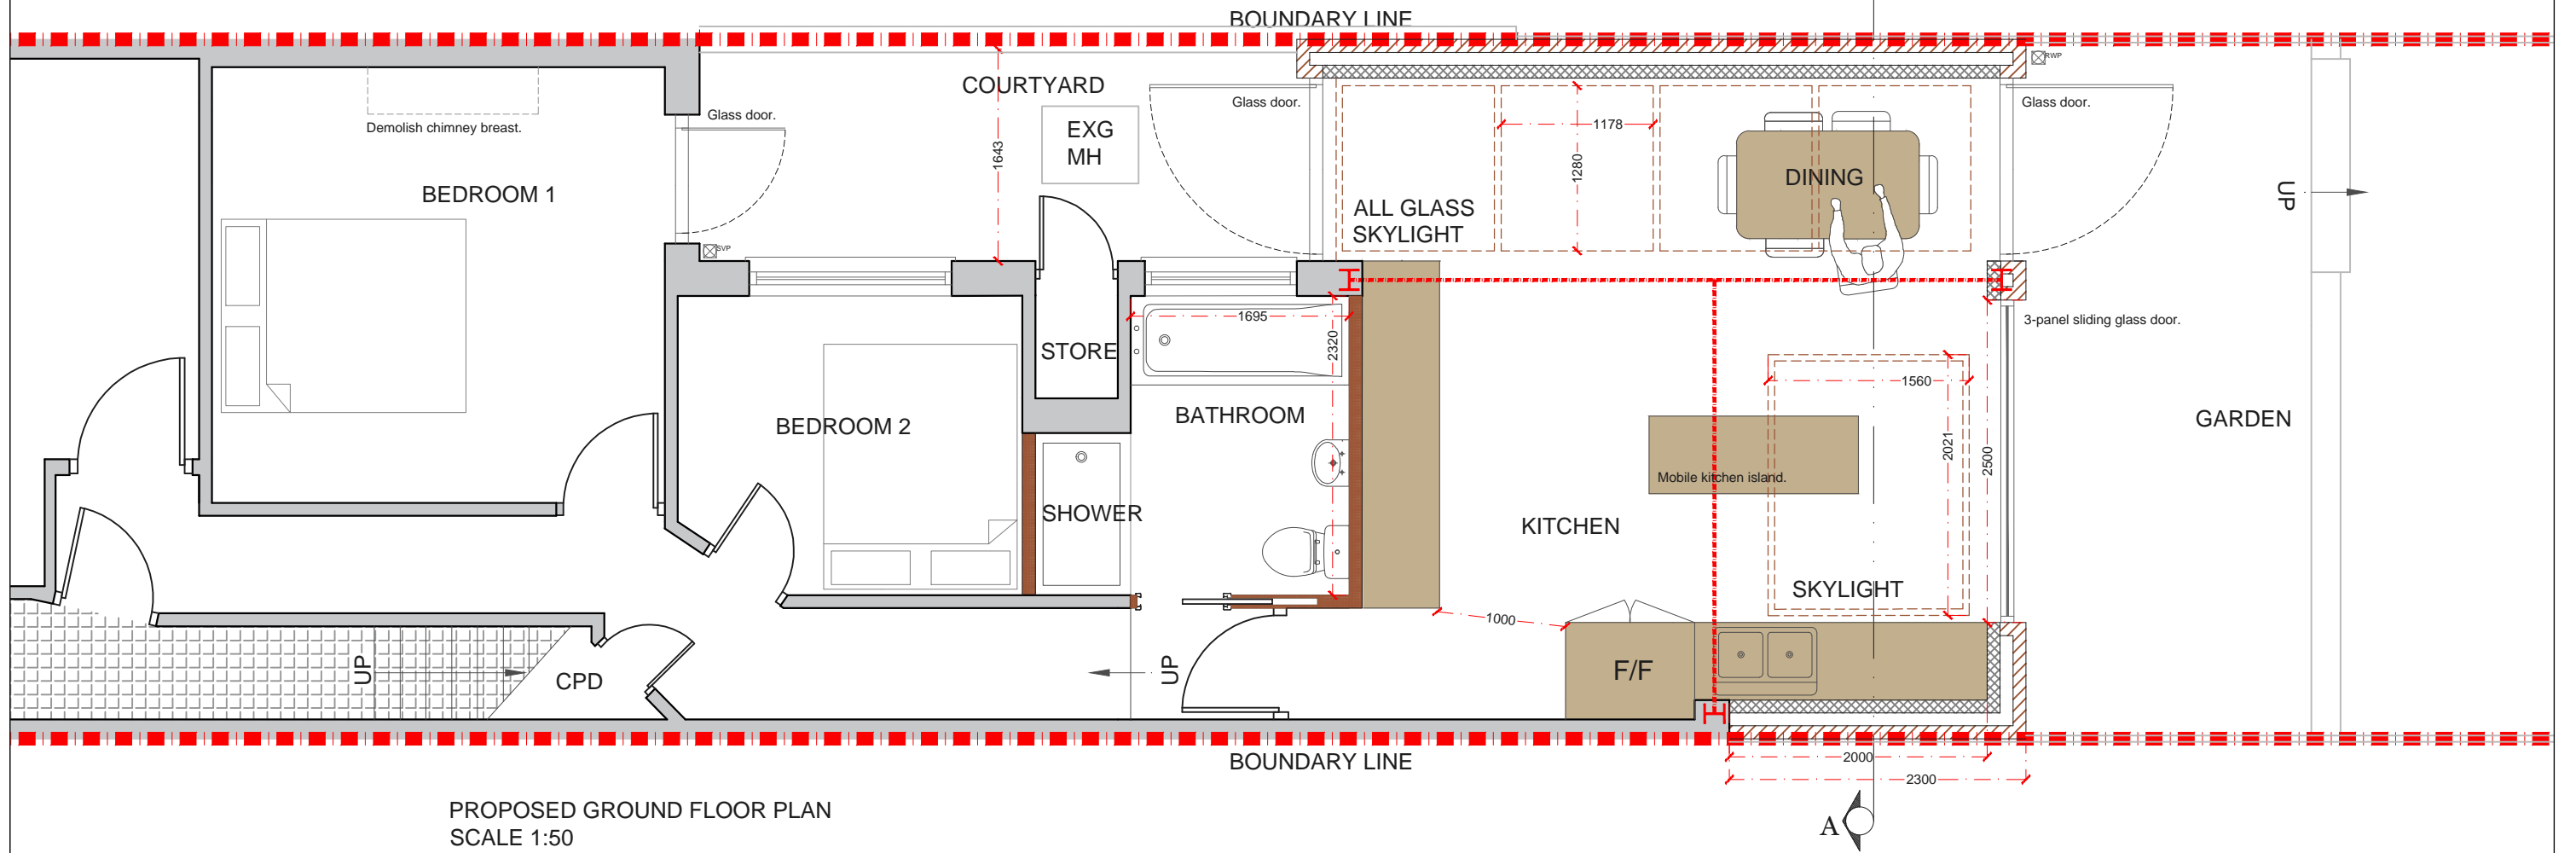 BOUNDARY LINE
COURTYARD
RWP
Glass door.
Glass door.
Glass door.
Demolish chimney breast.
EXG
MH
1178
1643
1280
BEDROOM 1
DINING
UP
ALL GLASS
SKYLIGHT
SVP
1695
2320
3-panel sliding glass door.
STORE
1560
BEDROOM 2
BATHROOM
GARDEN
2021
2500
Mobile kitchen island.
SHOWER
KITCHEN
SKYLIGHT
1000
UP
CPD
UP
F/F
BOUNDARY LINE
2000
2300
PROPOSED GROUND FLOOR PLAN
SCALE 1:50
A